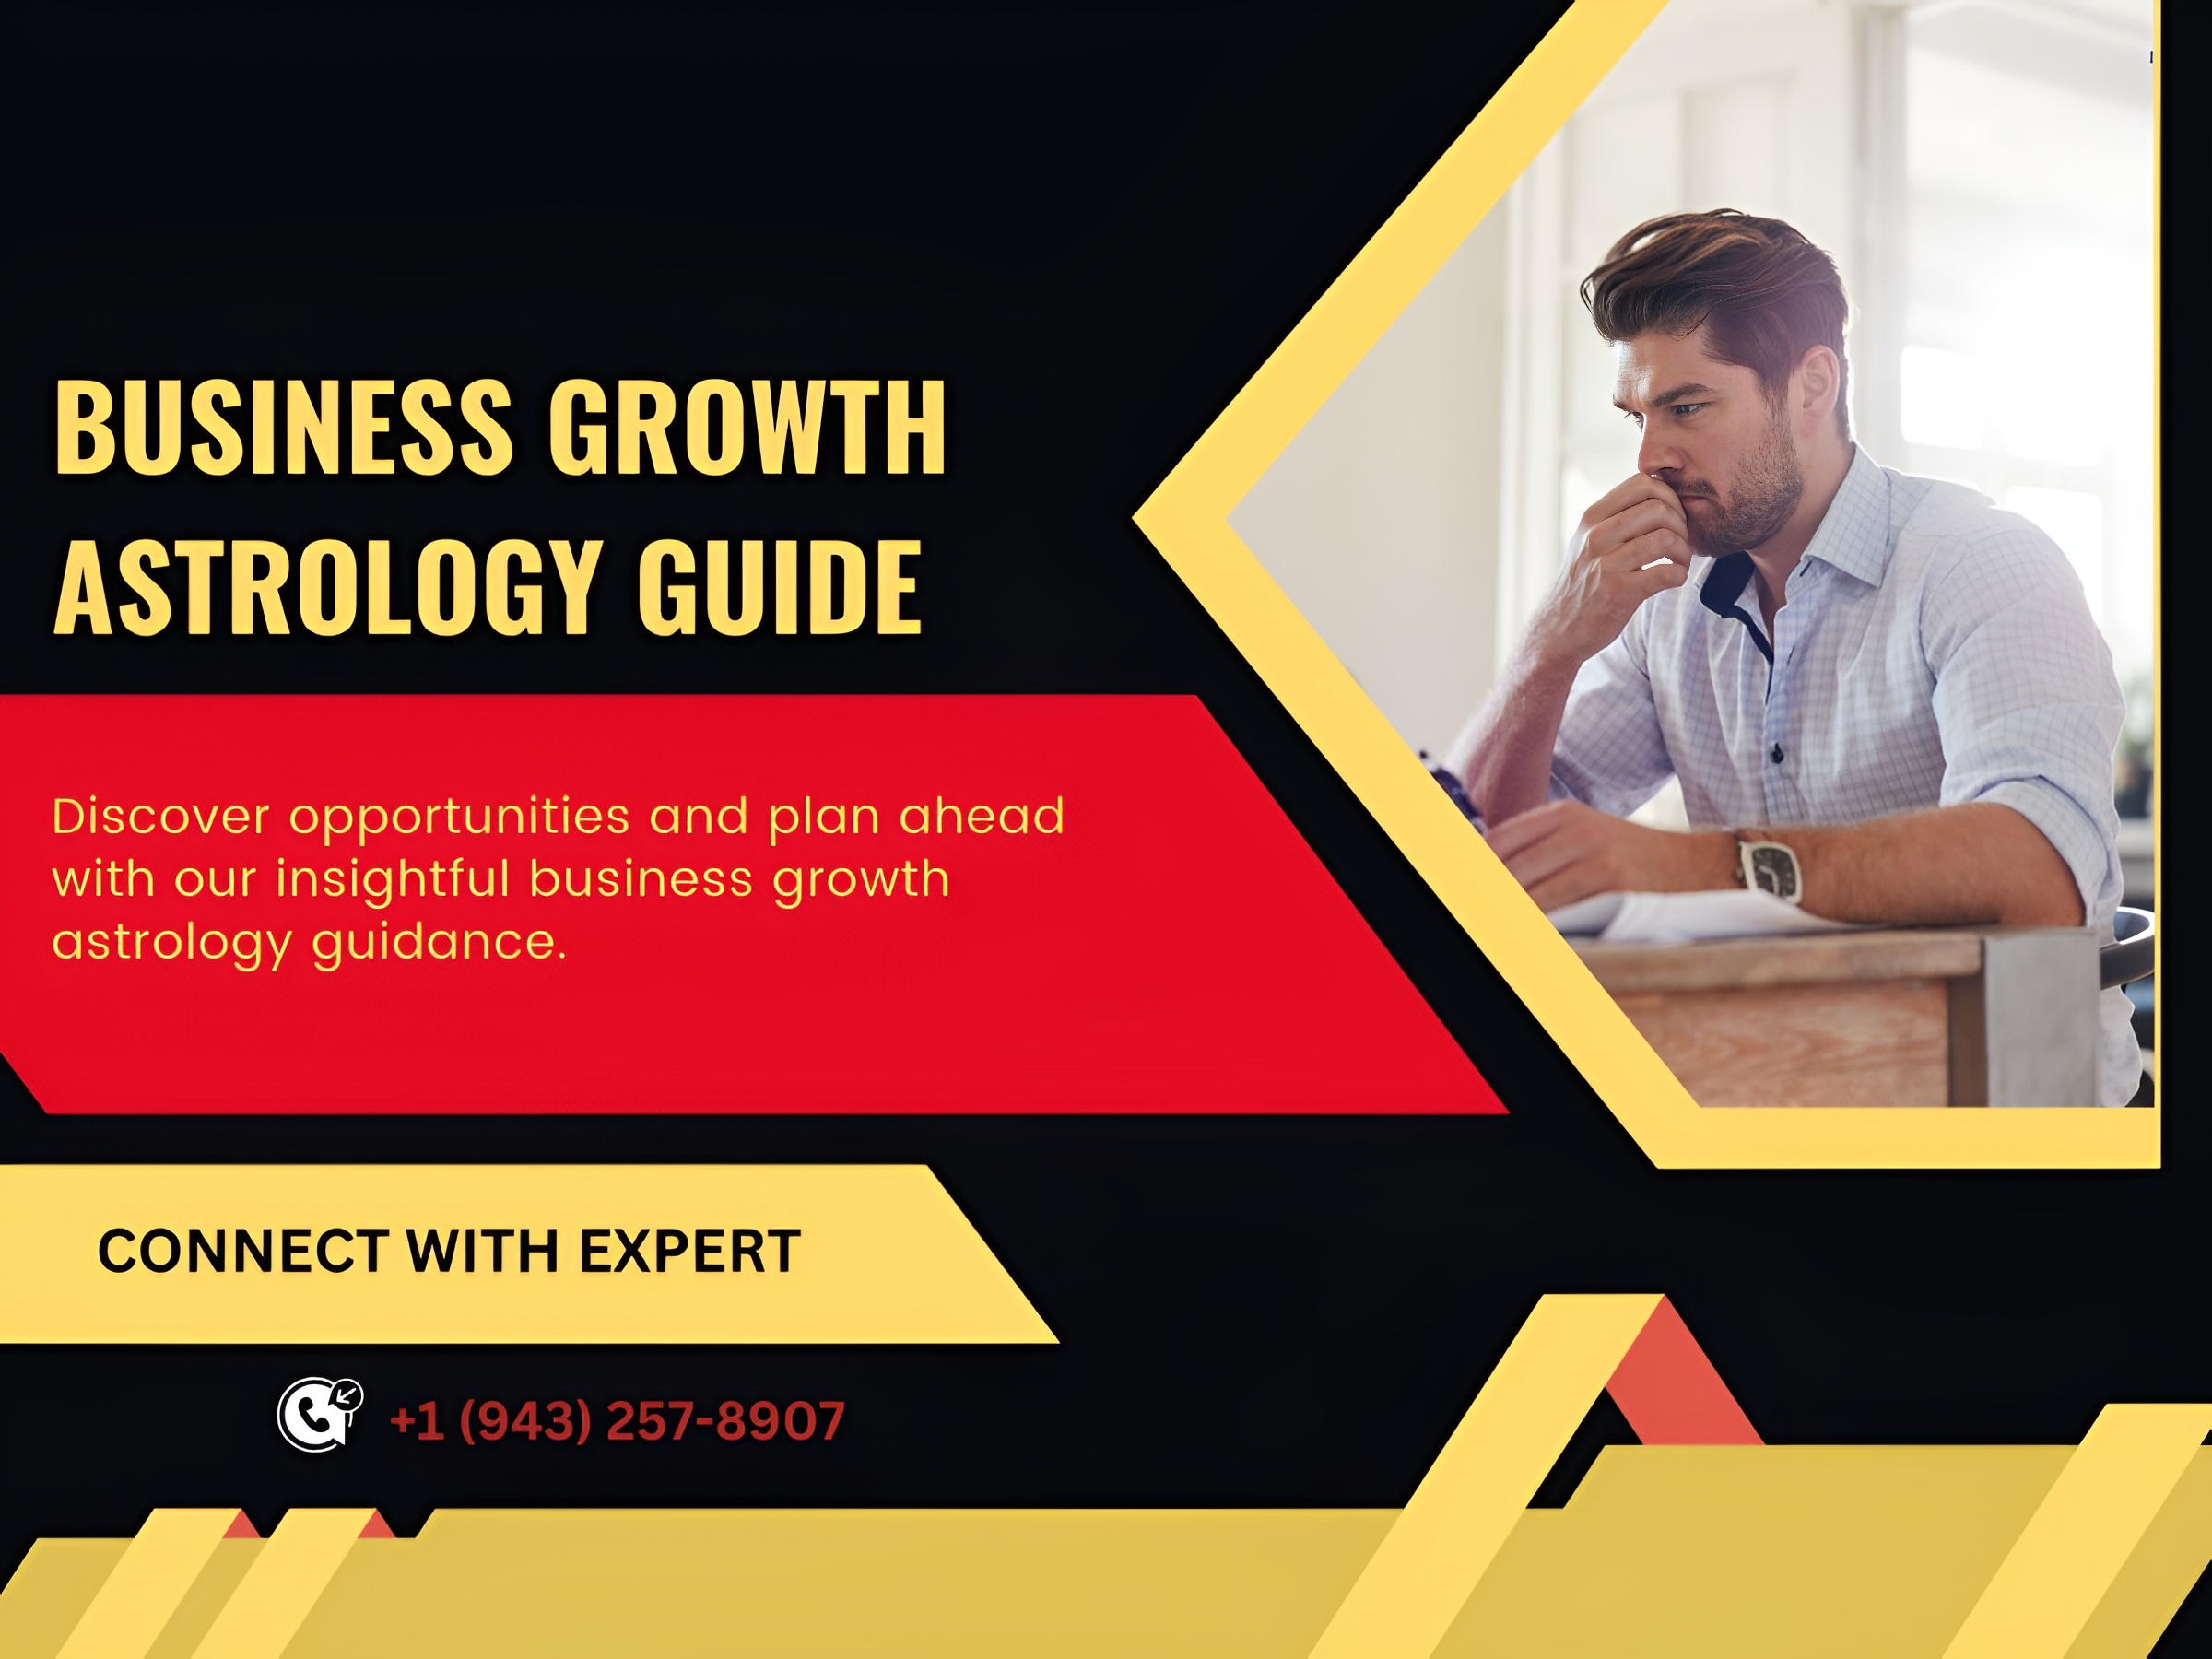 BUSINESS GROWTH
ASTROLOGY GUIDE
Discover opportunities and plan ahead
with our insightful business growth
astrology guidance.
CONNECT WITH EXPERT
+1 (943) 257-8907